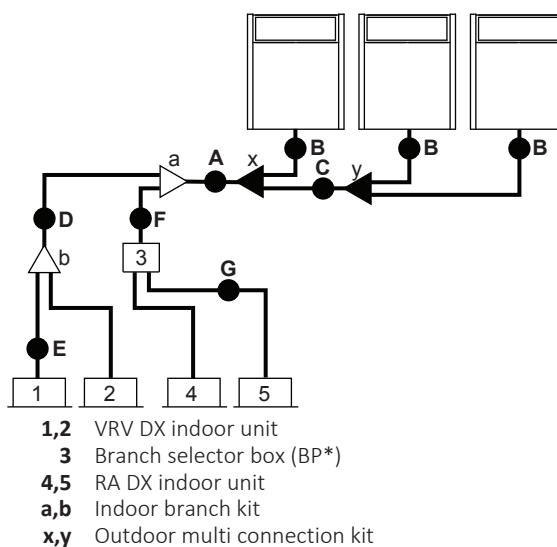 B B B
a A x C y
D F
b 3
G
E
1 2 4 5
1,2 VRV DX indoor unit
3 Branch selector box (BP*)
4,5 RA DX indoor unit
a,b Indoor branch kit
x,y Outdoor multi connection kit